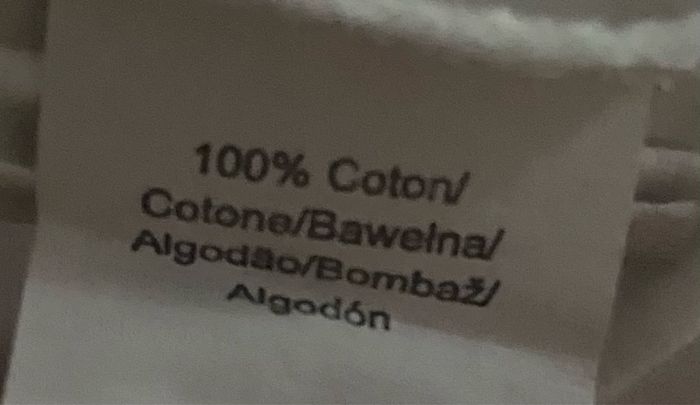 100% Coton/
Cotone/Bawełna/
Algodão/Bombaž/
Algodón